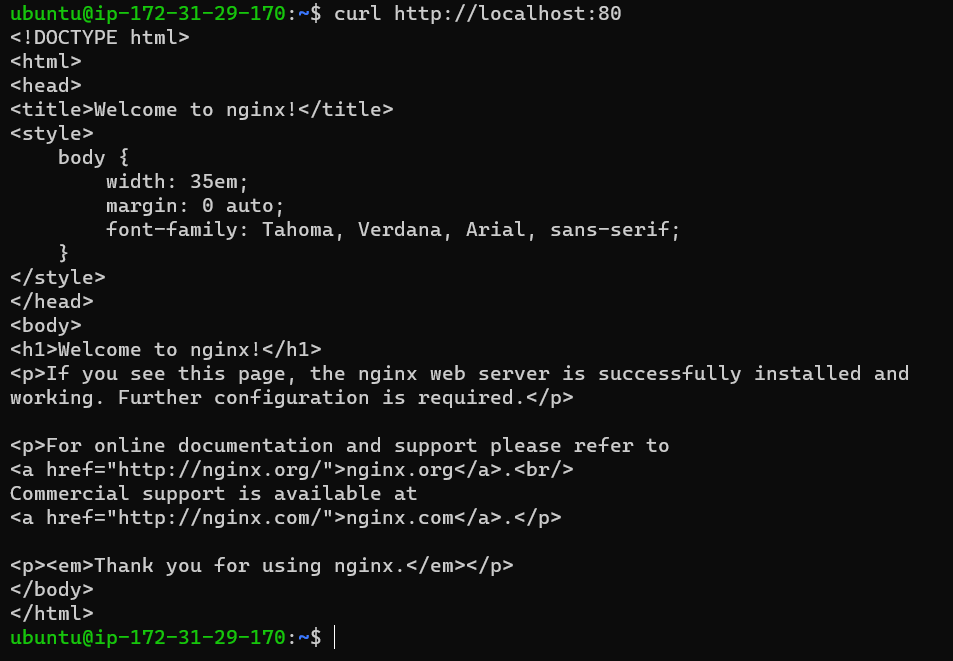 ubuntu@ip-172-31-29-170:~$ curl http://localhost:80
<!DOCTYPE html>
<html>
<head>
<title>Welcome to nginx!</title>
<style>
    body {
        width: 35em;
        margin: 0 auto;
        font-family: Tahoma, Verdana, Arial, sans-serif;
    }
</style>
</head>
<body>
<h1>Welcome to nginx!</h1>
<p>If you see this page, the nginx web server is successfully installed and
working. Further configuration is required.</p>

<p>For online documentation and support please refer to
<a href="http://nginx.org/">nginx.org</a>.<br/>
Commercial support is available at
<a href="http://nginx.com/">nginx.com</a>.</p>

<p><em>Thank you for using nginx.</em></p>
</body>
</html>
ubuntu@ip-172-31-29-170:~$